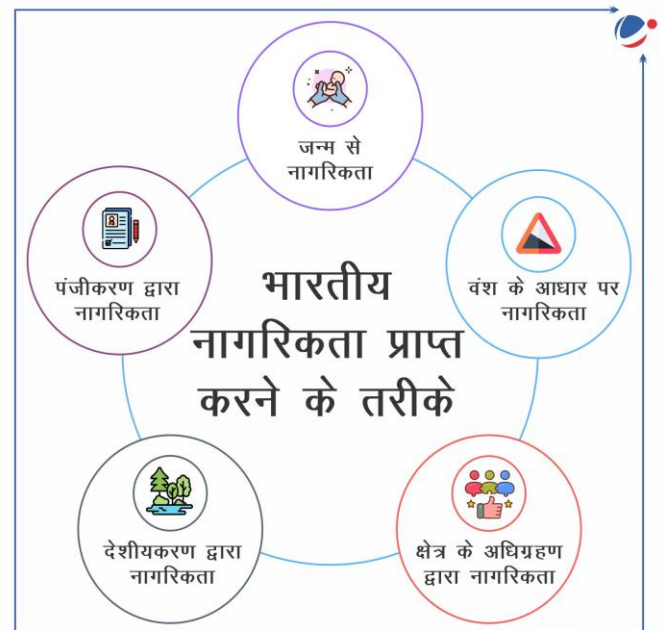 जन्म से
नागरिकता
वंश के आधार पर
नागरिकता
क्षेत्र के अधिग्रहण
द्वारा नागरिकता
देशीयकरण द्वारा
नागरिकता
पंजीकरण द्वारा
नागरिकता
भारतीय
नागरिकता प्राप्त
करने के तरीके